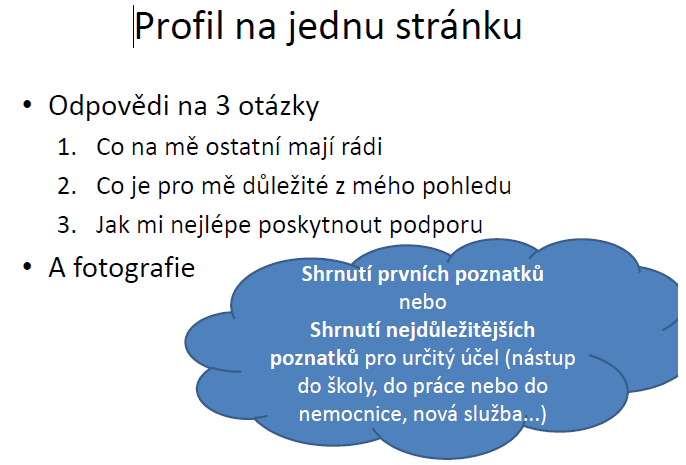 Profil na jednu stránku
• Odpovědi na 3 otázky
1. Co na mě ostatní mají rádi
2. Co je pro mě důležité z mého pohledu
3. Jak mi nejlépe poskytnout podporu
• A fotografie
Shrnutí prvních poznatků
nebo
Shrnutí nejdůležitějších
poznatků pro určitý účel (nástup
do školy, do práce nebo do
nemocnice, nová služba...)